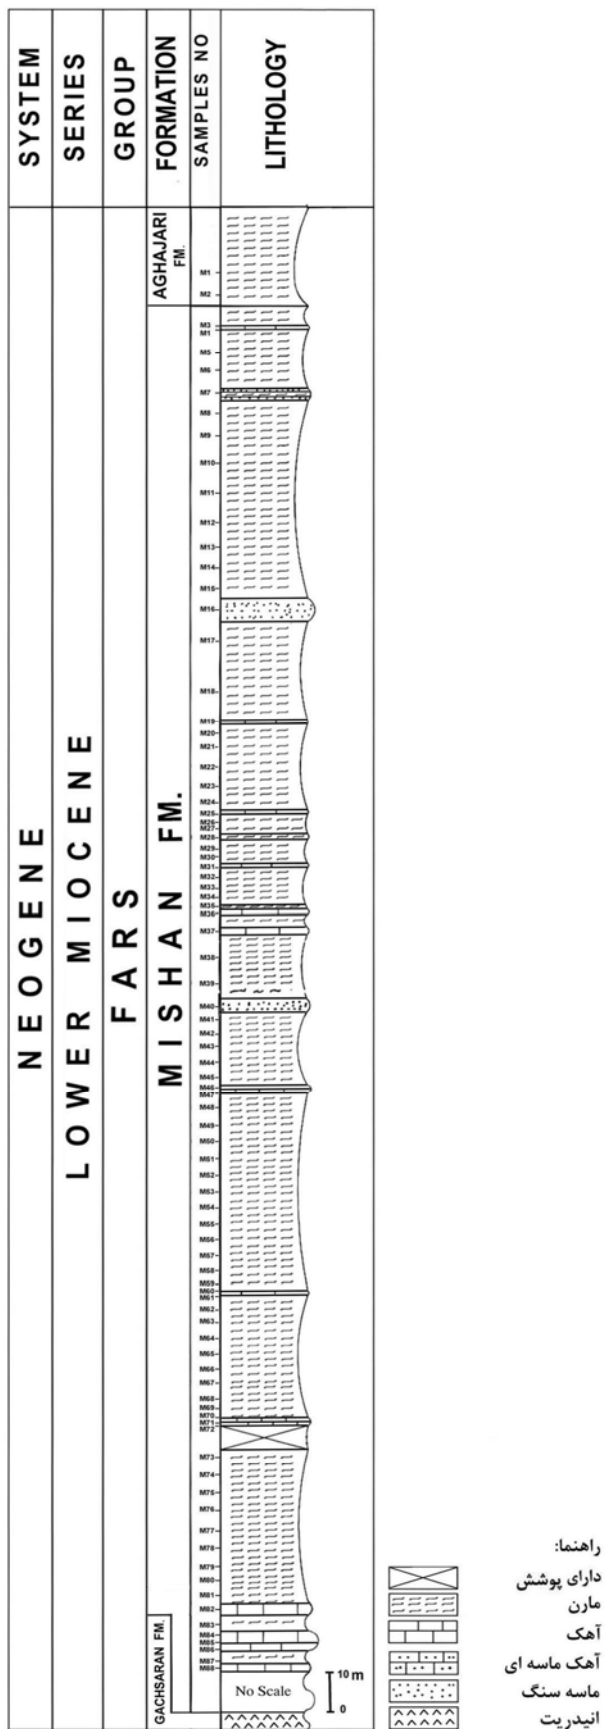 SYSTEM
SERIES
GROUP
FORMATION
SAMPLES NO
LITHOLOGY
NEOGENE
LOWER MIOCENE
FARS
AGHAJARI
FM.
MISHAN FM.
GACHSARAN FM.
M1
M2
M3
M1
M5
M6
M7
M8
M9
M10
M11
M12
M13
M14
M15
M16
M17
M18
M19
M20
M21
M22
M23
M24
M25
M26
M27
M28
M29
M30
M31
M32
M33
M34
M35
M36
M37
M38
M39
M40
M41
M42
M43
M44
M45
M46
M47
M48
M49
M50
M51
M52
M53
M54
M55
M56
M57
M58
M59
M60
M61
M62
M63
M64
M65
M66
M67
M68
M69
M70
M71
M72
M73
M74
M75
M76
M77
M78
M79
M80
M81
M82
M83
M84
M85
M86
M87
M88
No Scale
10 m
0
راهنما:
دارای پوشش
مارن
آهک
آهک ماسه ای
ماسه سنگ
انیدریت